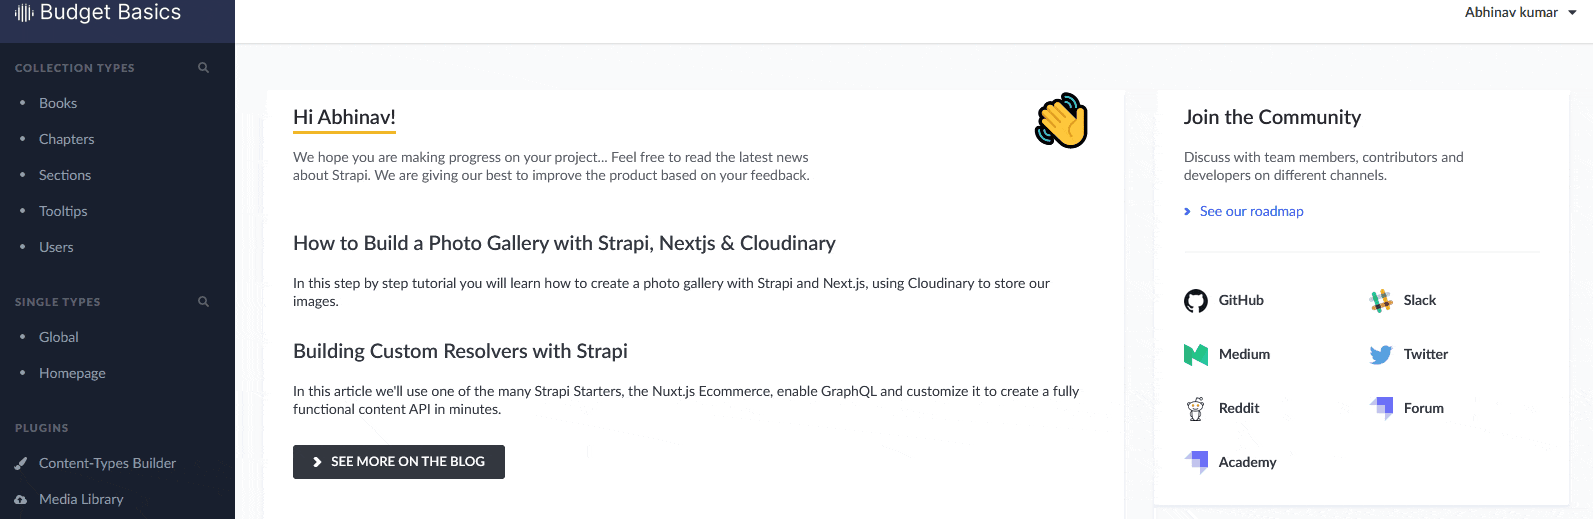 Budget Basics
Abhinav kumar
COLLECTION TYPES
Books
Chapters
Sections
Tooltips
Users
SINGLE TYPES
Global
Homepage
PLUGINS
Content-Types Builder
Media Library
Hi Abhinav!
We hope you are making progress on your project... Feel free to read the latest news
about Strapi. We are giving our best to improve the product based on your feedback.
How to Build a Photo Gallery with Strapi, Nextjs & Cloudinary
In this step by step tutorial you will learn how to create a photo gallery with Strapi and Next.js, using Cloudinary to store our
images.
Building Custom Resolvers with Strapi
In this article we'll use one of the many Strapi Starters, the Nuxt.js Ecommerce, enable GraphQL and customize it to create a fully
functional content API in minutes.
SEE MORE ON THE BLOG
Join the Community
Discuss with team members, contributors and
developers on different channels.
See our roadmap
GitHub
Slack
Medium
Twitter
Reddit
Forum
Academy